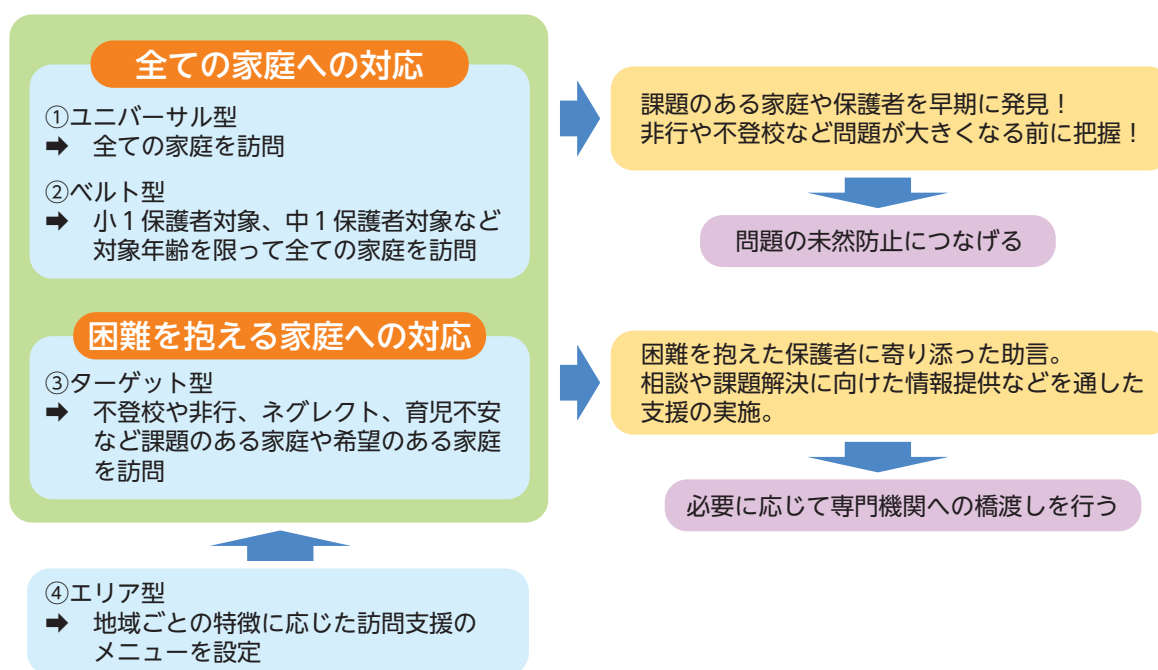 全ての家庭への対応
①ユニバーサル型
➡ 全ての家庭を訪問
②ベルト型
➡ 小１保護者対象、中１保護者対象など
対象年齢を限って全ての家庭を訪問
課題のある家庭や保護者を早期に発見！
非行や不登校など問題が大きくなる前に把握！
問題の未然防止につなげる
困難を抱える家庭への対応
③ターゲット型
➡ 不登校や非行、ネグレクト、育児不安
など課題のある家庭や希望のある家庭
を訪問
困難を抱えた保護者に寄り添った助言。
相談や課題解決に向けた情報提供などを通した
支援の実施。
必要に応じて専門機関への橋渡しを行う
④エリア型
➡ 地域ごとの特徴に応じた訪問支援の
メニューを設定